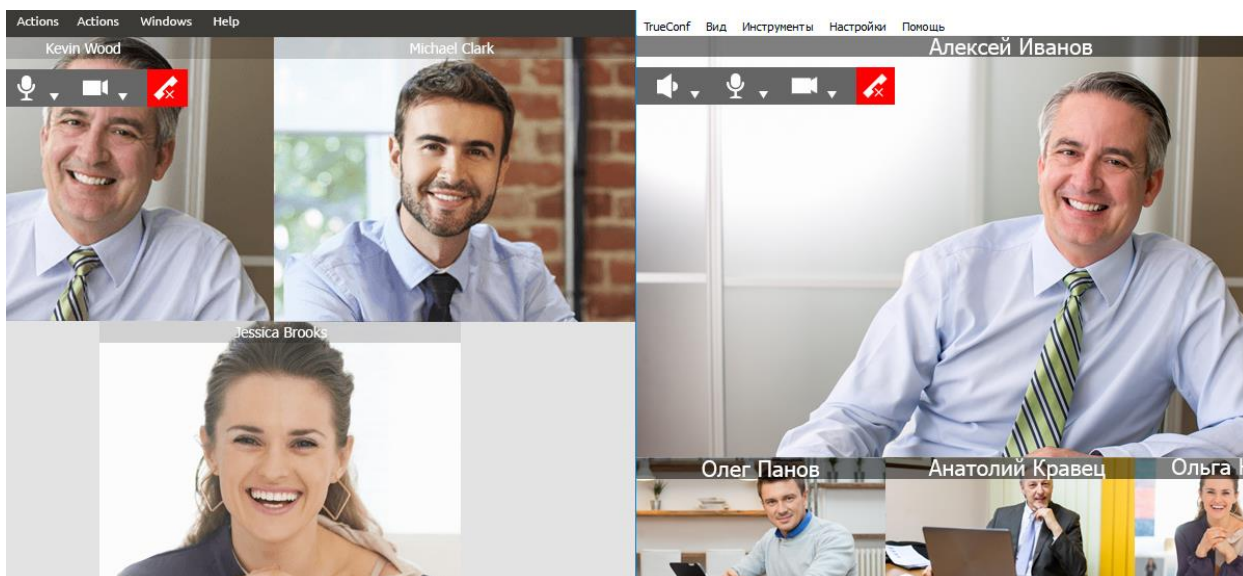 Actions Actions Windows Help
Kevin Wood
Michael Clark
Jessica Brooks
TrueConf Вид Инструменты Настройки Помощь
Алексей Иванов
Олег Панов
Анатолий Кравец
Ольга